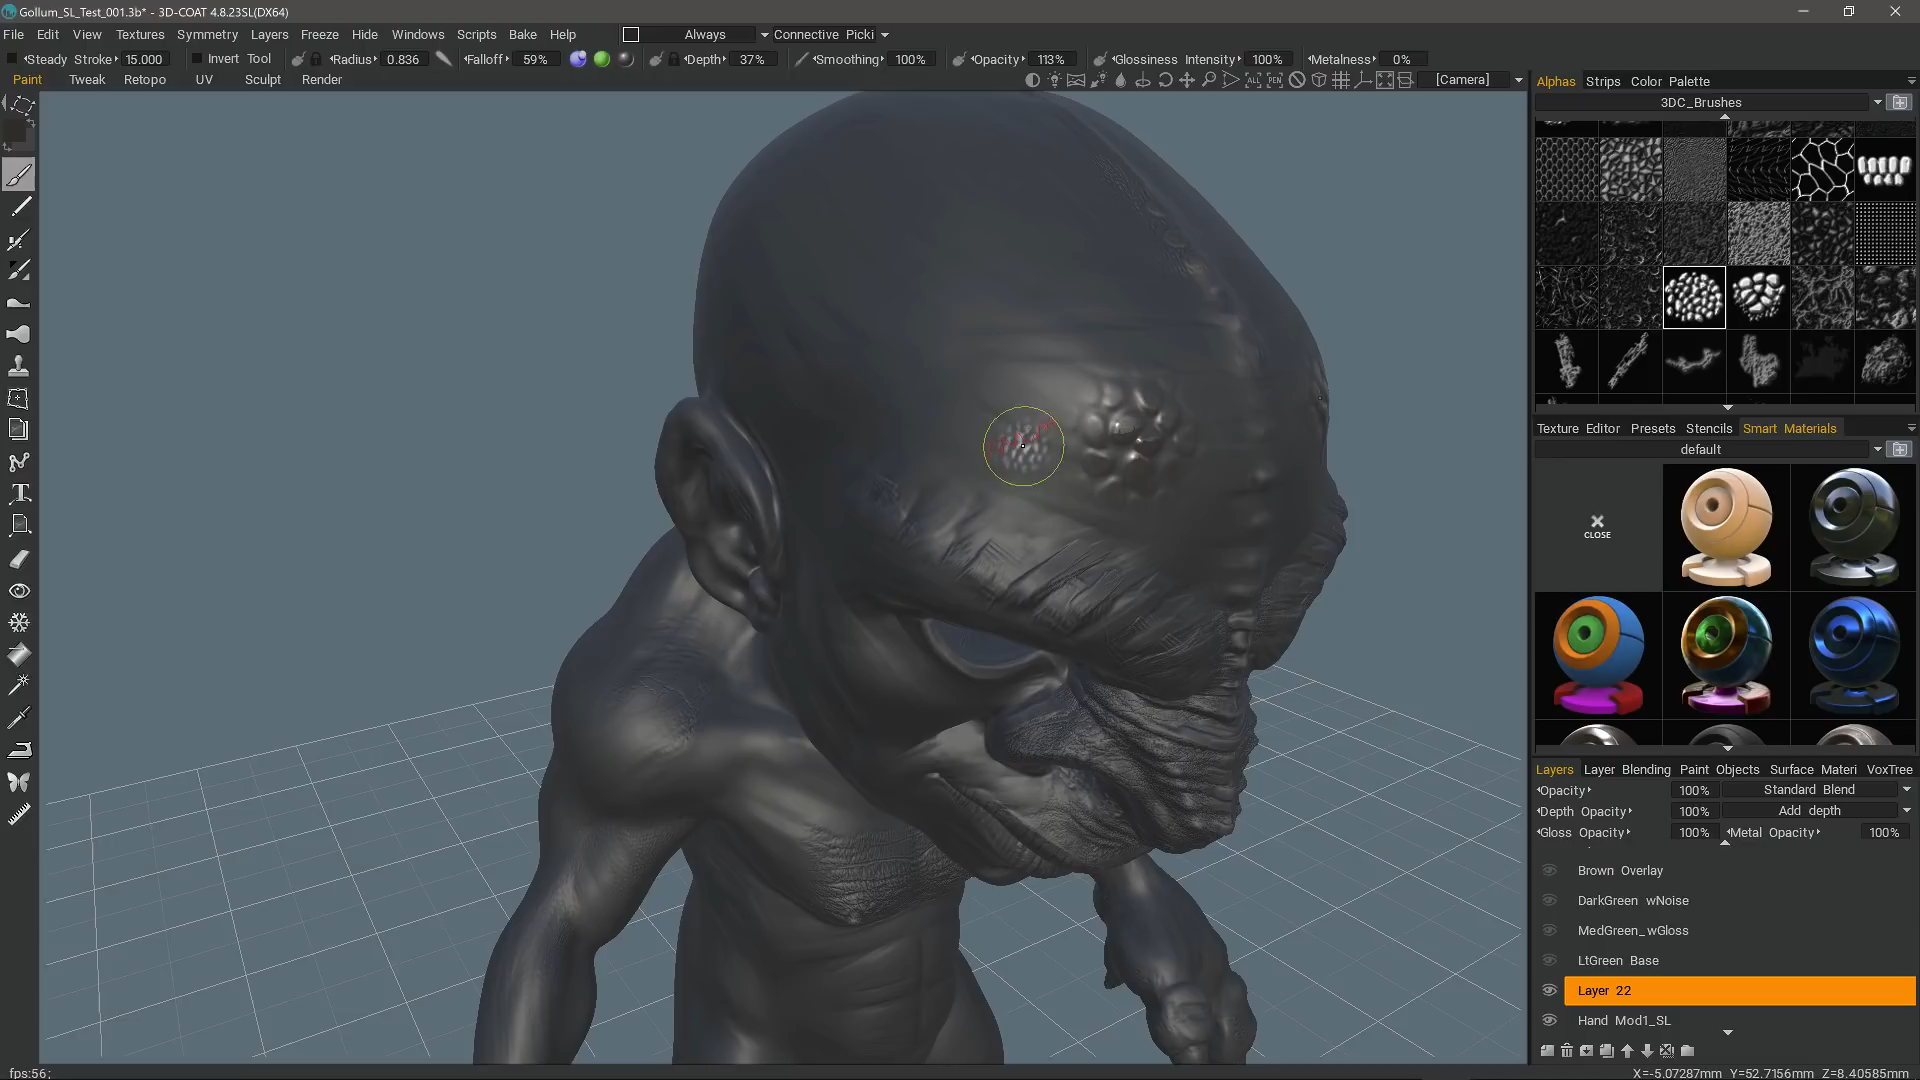 Gollum_SL_Test_001.3b* - 3D-COAT 4.8.23SL(DX64)
File Edit View Textures Symmetry Layers Freeze Hide Windows Scripts Bake Help Always Connective Picki
Steady Stroke 15.000 Invert Tool Radius 0.836 Falloff 59% Depth 37% Smoothing 100% Opacity 113% Glossiness Intensity 100% Metalness 0%
Paint Tweak Retopo UV Sculpt Render [Camera]
Alphas Strips Color Palette
3DC_Brushes
Texture Editor Presets Stencils Smart Materials
default
CLOSE
Layers Layer Blending Paint Objects Surface Materi VoxTree
Opacity 100% Standard Blend
Depth Opacity 100% Add depth
Gloss Opacity 100% Metal Opacity 100%
Brown Overlay
DarkGreen wNoise
MedGreen_wGloss
LtGreen Base
Layer 22
Hand Mod1_SL
fps:56; X=-5.07287mm Y=52.7156mm Z=8.40585mm